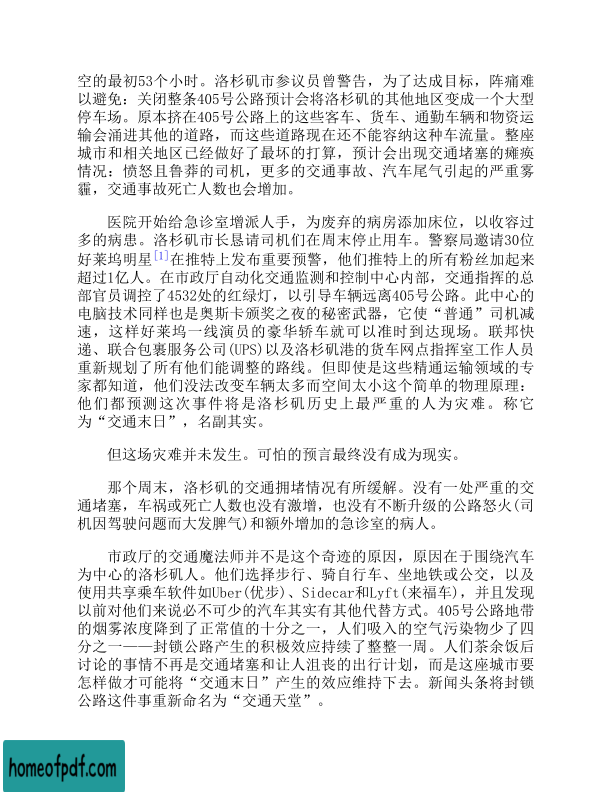 空的最初53个小时。洛杉矶市参议员曾警告，为了达成目标，阵痛难
以避免：关闭整条405号公路预计会将洛杉矶的其他地区变成一个大型
停车场。原本挤在405号公路上的这些客车、货车、通勤车辆和物资运
输会涌进其他的道路，而这些道路现在还不能容纳这种车流量。整座
城市和相关地区已经做好了最坏的打算，预计会出现交通堵塞的瘫痪
情况：愤怒且鲁莽的司机，更多的交通事故、汽车尾气引起的严重雾
霾，交通事故死亡人数也会增加。
医院开始给急诊室增派人手，为废弃的病房添加床位，以收容过
多的病患。洛杉矶市长恳请司机们在周末停止用车。警察局邀请30位
好莱坞明星[1]在推特上发布重要预警，他们推特上的所有粉丝加起来
超过1亿人。在市政厅自动化交通监测和控制中心内部，交通指挥的总
部官员调控了4532处的红绿灯，以引导车辆远离405号公路。此中心的
电脑技术同样也是奥斯卡颁奖之夜的秘密武器，它使“普通”司机减
速，这样好莱坞一线演员的豪华轿车就可以准时到达现场。联邦快
递、联合包裹服务公司(UPS)以及洛杉矶港的货车网点指挥室工作人员
重新规划了所有他们能调整的路线。但即使是这些精通运输领域的专
家都知道，他们没法改变车辆太多而空间太小这个简单的物理原理：
他们都预测这次事件将是洛杉矶历史上最严重的人为灾难。称它
为“交通末日”，名副其实。
但这场灾难并未发生。可怕的预言最终没有成为现实。
那个周末，洛杉矶的交通拥堵情况有所缓解。没有一处严重的交
通堵塞，车祸或死亡人数也没有激增，也没有不断升级的公路怒火(司
机因驾驶问题而大发脾气)和额外增加的急诊室的病人。
市政厅的交通魔法师并不是这个奇迹的原因，原因在于围绕汽车
为中心的洛杉矶人。他们选择步行、骑自行车、坐地铁或公交，以及
使用共享乘车软件如Uber(优步)、Sidecar和Lyft(来福车)，并且发现
以前对他们来说必不可少的汽车其实有其他代替方式。405号公路地带
的烟雾浓度降到了正常值的十分之一，人们吸入的空气污染物少了四
分之一——封锁公路产生的积极效应持续了整整一周。人们茶余饭后
讨论的事情不再是交通堵塞和让人沮丧的出行计划，而是这座城市要
怎样做才可能将“交通末日”产生的效应维持下去。新闻头条将封锁
公路这件事重新命名为“交通天堂”。
homeofpdf.com